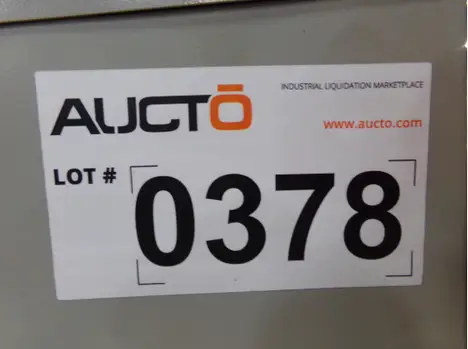 AUCTŌ
INDUSTRIAL LIQUIDATION MARKETPLACE
www.aucto.com
LOT # 0378